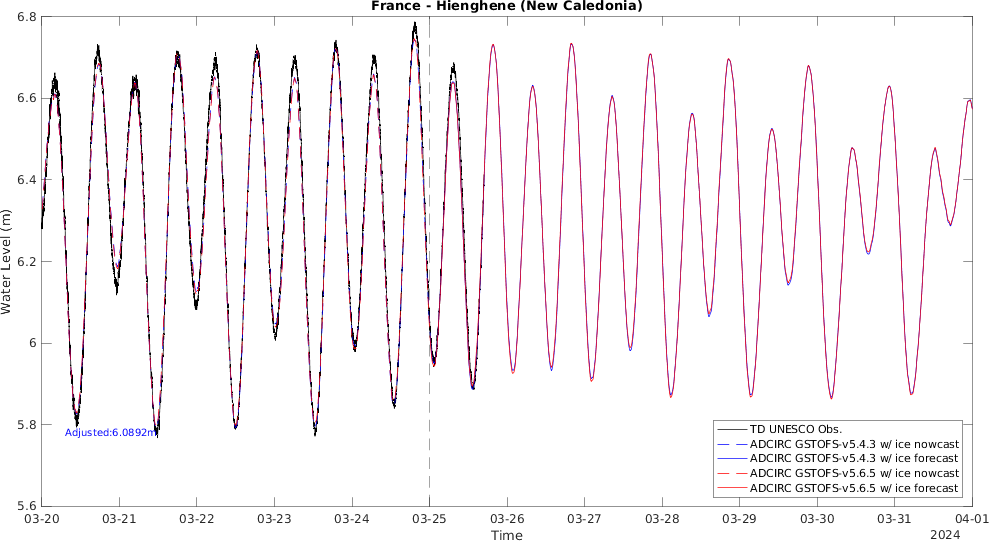 France - Hienghene (New Caledonia)
6.8
6.6
6.4
6.2
6
5.8
5.6
Water Level (m)
Adjusted:6.0892m
TD UNESCO Obs.
ADCIRC GSTOFS-v5.4.3 w/ ice nowcast
ADCIRC GSTOFS-v5.4.3 w/ ice forecast
ADCIRC GSTOFS-v5.6.5 w/ ice nowcast
ADCIRC GSTOFS-v5.6.5 w/ ice forecast
03-20 03-21 03-22 03-23 03-24 03-25 03-26 03-27 03-28 03-29 03-30 03-31 04-01
Time
2024